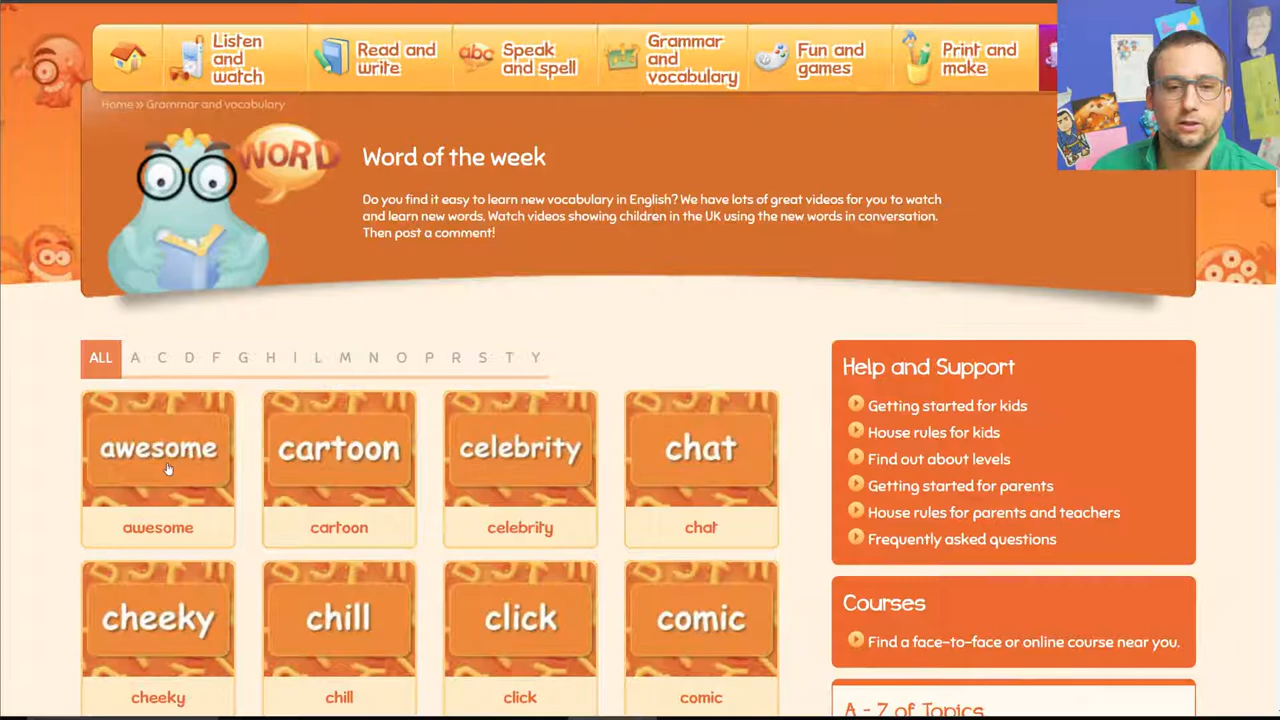 Listen
and
watch
Read and
write
abc
Speak
and spell
Grammar
and
vocabulary
Fun and
games
Print and
make
Home » Grammar and vocabulary
WORD
Word of the week
Do you find it easy to learn new vocabulary in English? We have lots of great videos for you to watch
and learn new words. Watch videos showing children in the UK using the new words in conversation.
Then post a comment!
ALL A C D F G H I L M N O P R S T Y
awesome
cartoon
celebrity
chat
awesome
cartoon
celebrity
chat
cheeky
chill
click
comic
cheeky
chill
click
comic
Help and Support
Getting started for kids
House rules for kids
Find out about levels
Getting started for parents
House rules for parents and teachers
Frequently asked questions
Courses
Find a face-to-face or online course near you.
A - Z of Topics